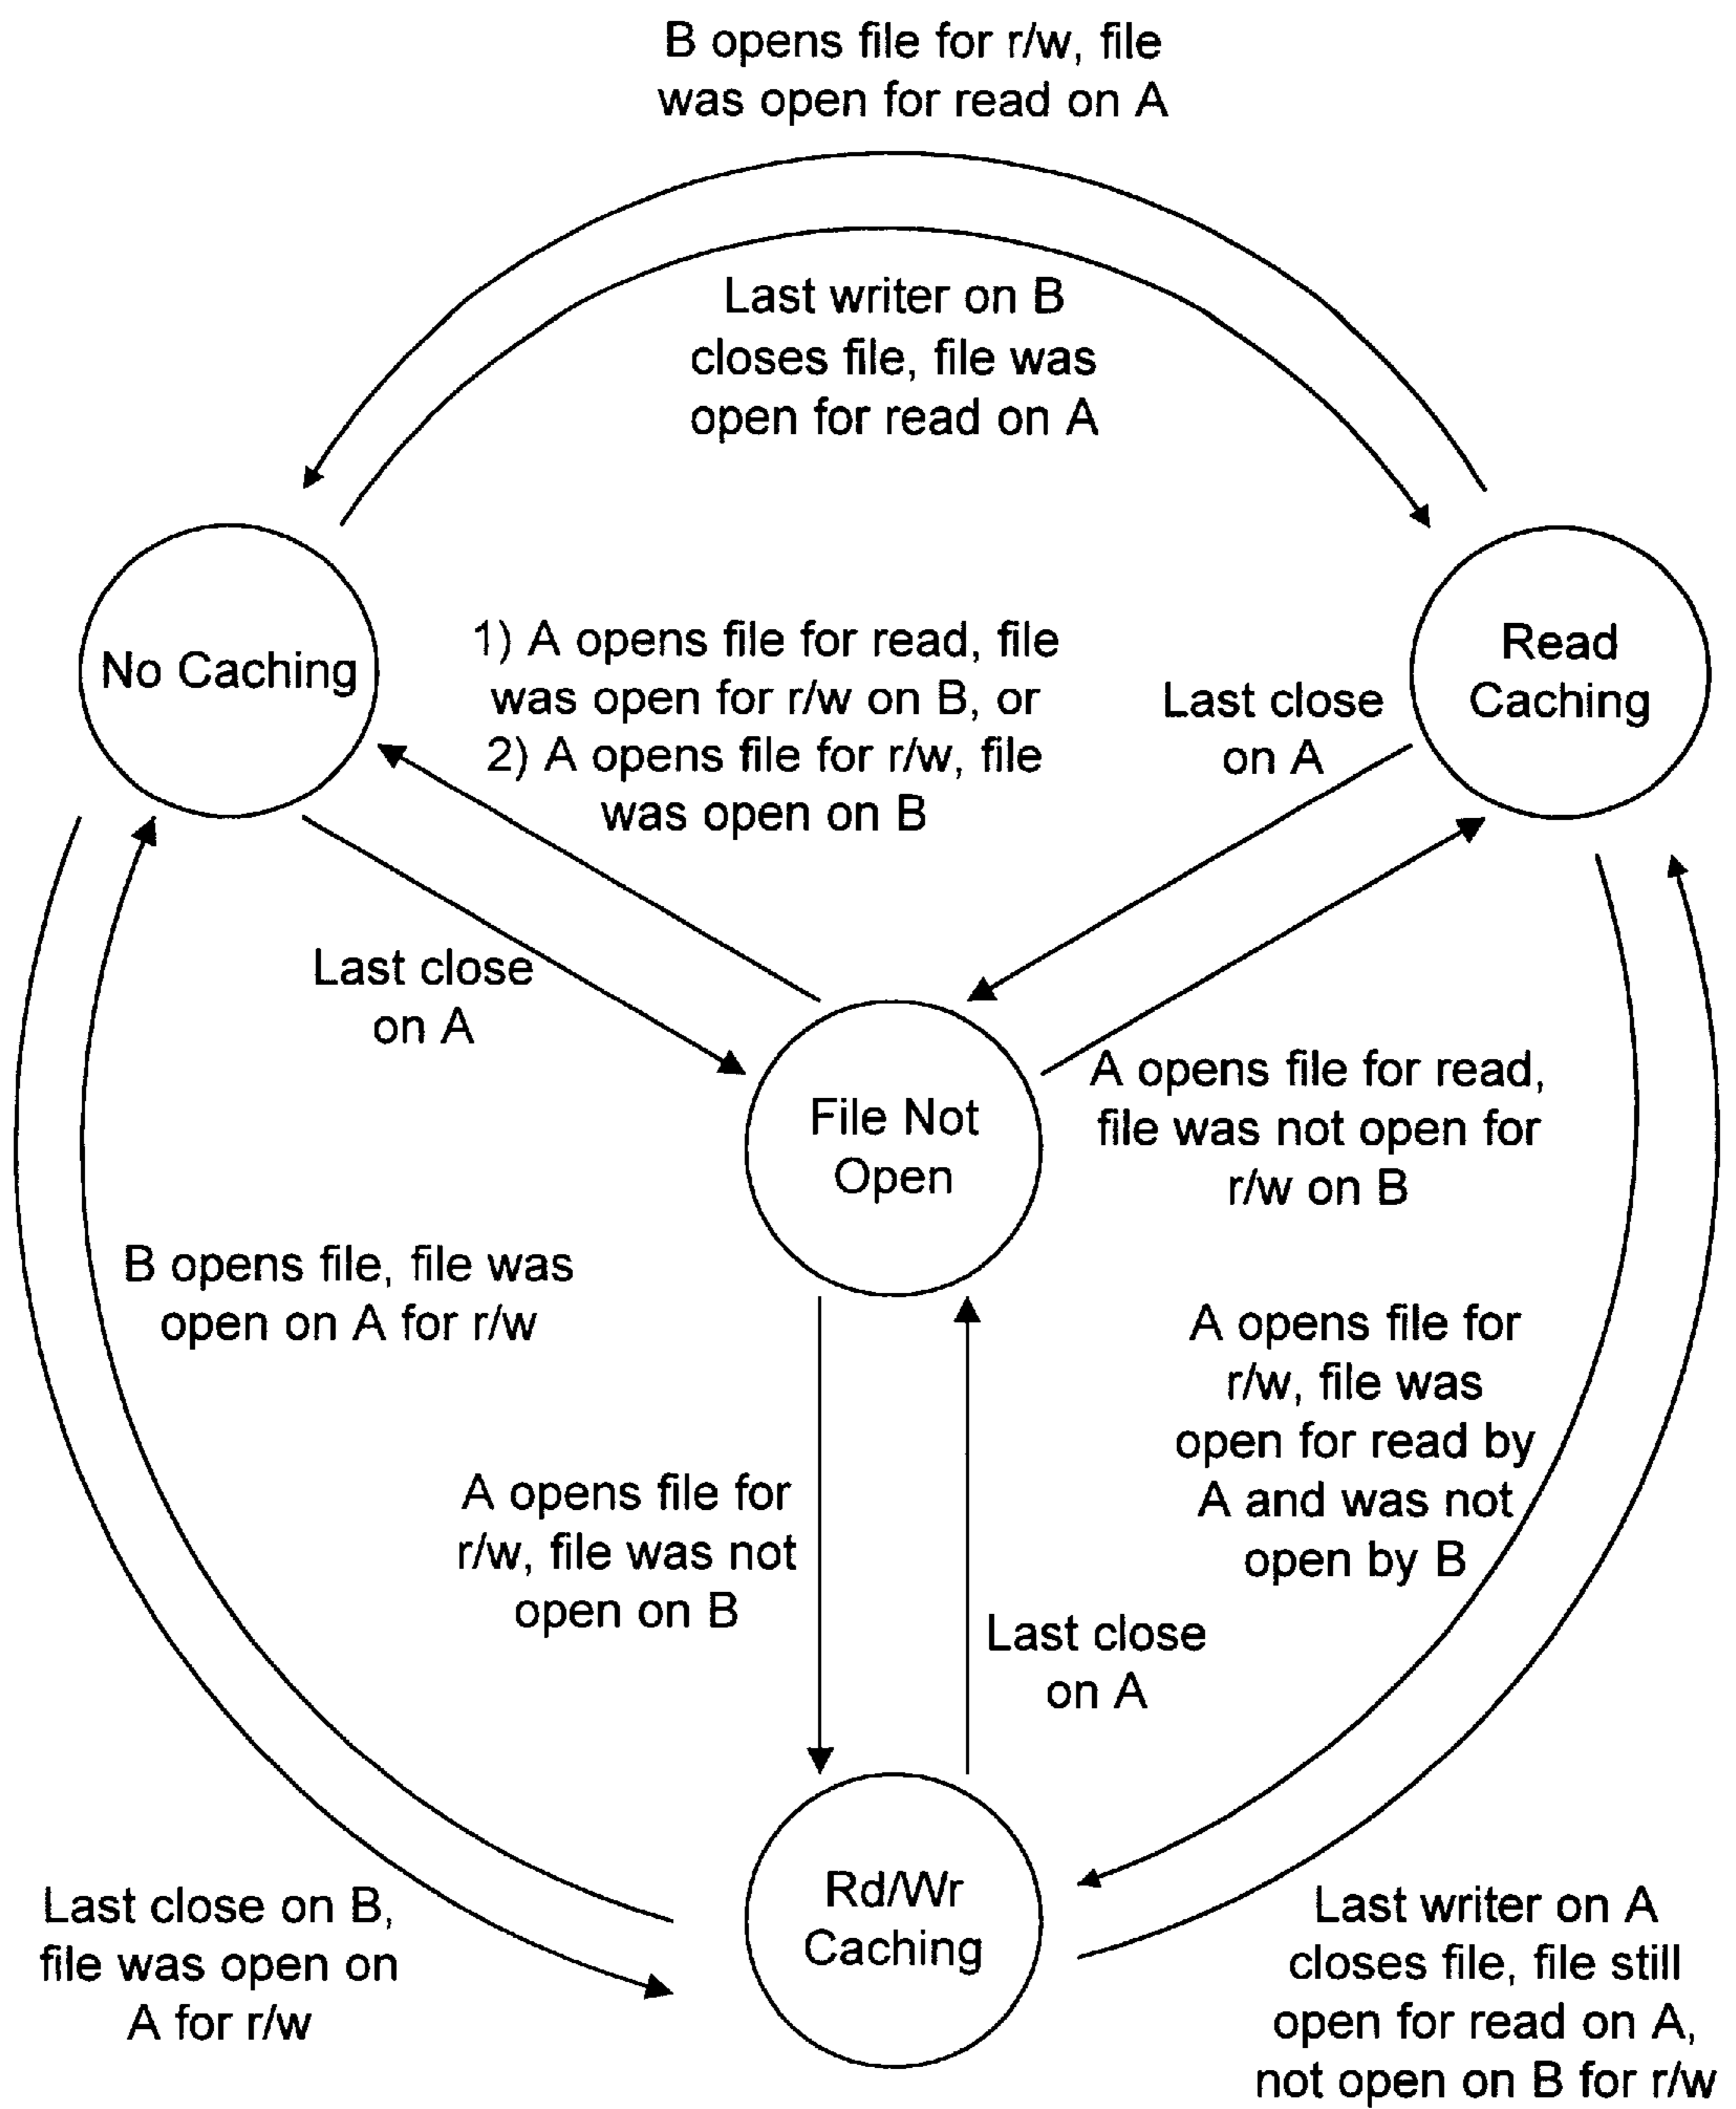 B opens file for r/w, file
was open for read on A
Last writer on B
closes file, file was
open for read on A
No Caching
1) A opens file for read, file
was open for r/w on B, or
2) A opens file for r/w, file
was open on B
Last close
on A
Read
Caching
Last close
on A
File Not
Open
A opens file for read,
file was not open for
r/w on B
B opens file, file was
open on A for r/w
A opens file for
r/w, file was
open for read by
A and was not
open by B
A opens file for
r/w, file was not
open on B
Last close
on A
Last close on B,
file was open on
A for r/w
Rd/Wr
Caching
Last writer on A
closes file, file still
open for read on A,
not open on B for r/w